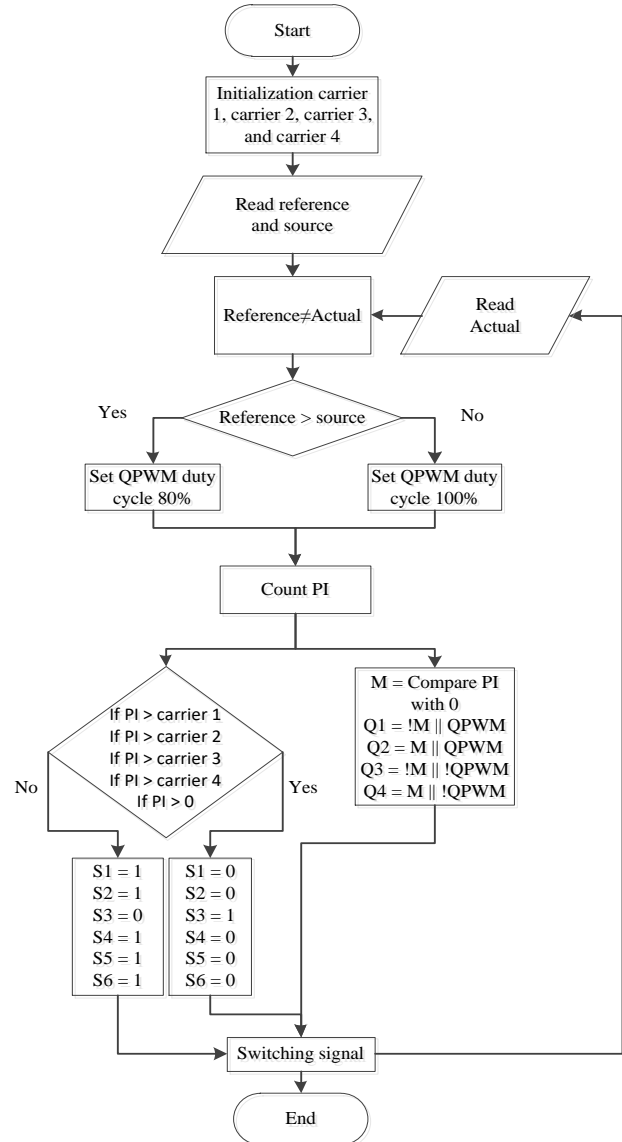 Start
Initialization carrier
1, carrier 2, carrier 3,
and carrier 4
Read reference
and source
Reference≠Actual
Read
Actual
Reference > source
Yes
No
Set QPWM duty
cycle 80%
Set QPWM duty
cycle 100%
Count PI
If PI > carrier 1
If PI > carrier 2
If PI > carrier 3
If PI > carrier 4
If PI > 0
No
Yes
M = Compare PI
with 0
Q1 = !M || QPWM
Q2 = M || QPWM
Q3 = !M || !QPWM
Q4 = M || !QPWM
S1 = 1
S2 = 1
S3 = 0
S4 = 1
S5 = 1
S6 = 1
S1 = 0
S2 = 0
S3 = 1
S4 = 0
S5 = 0
S6 = 0
Switching signal
End